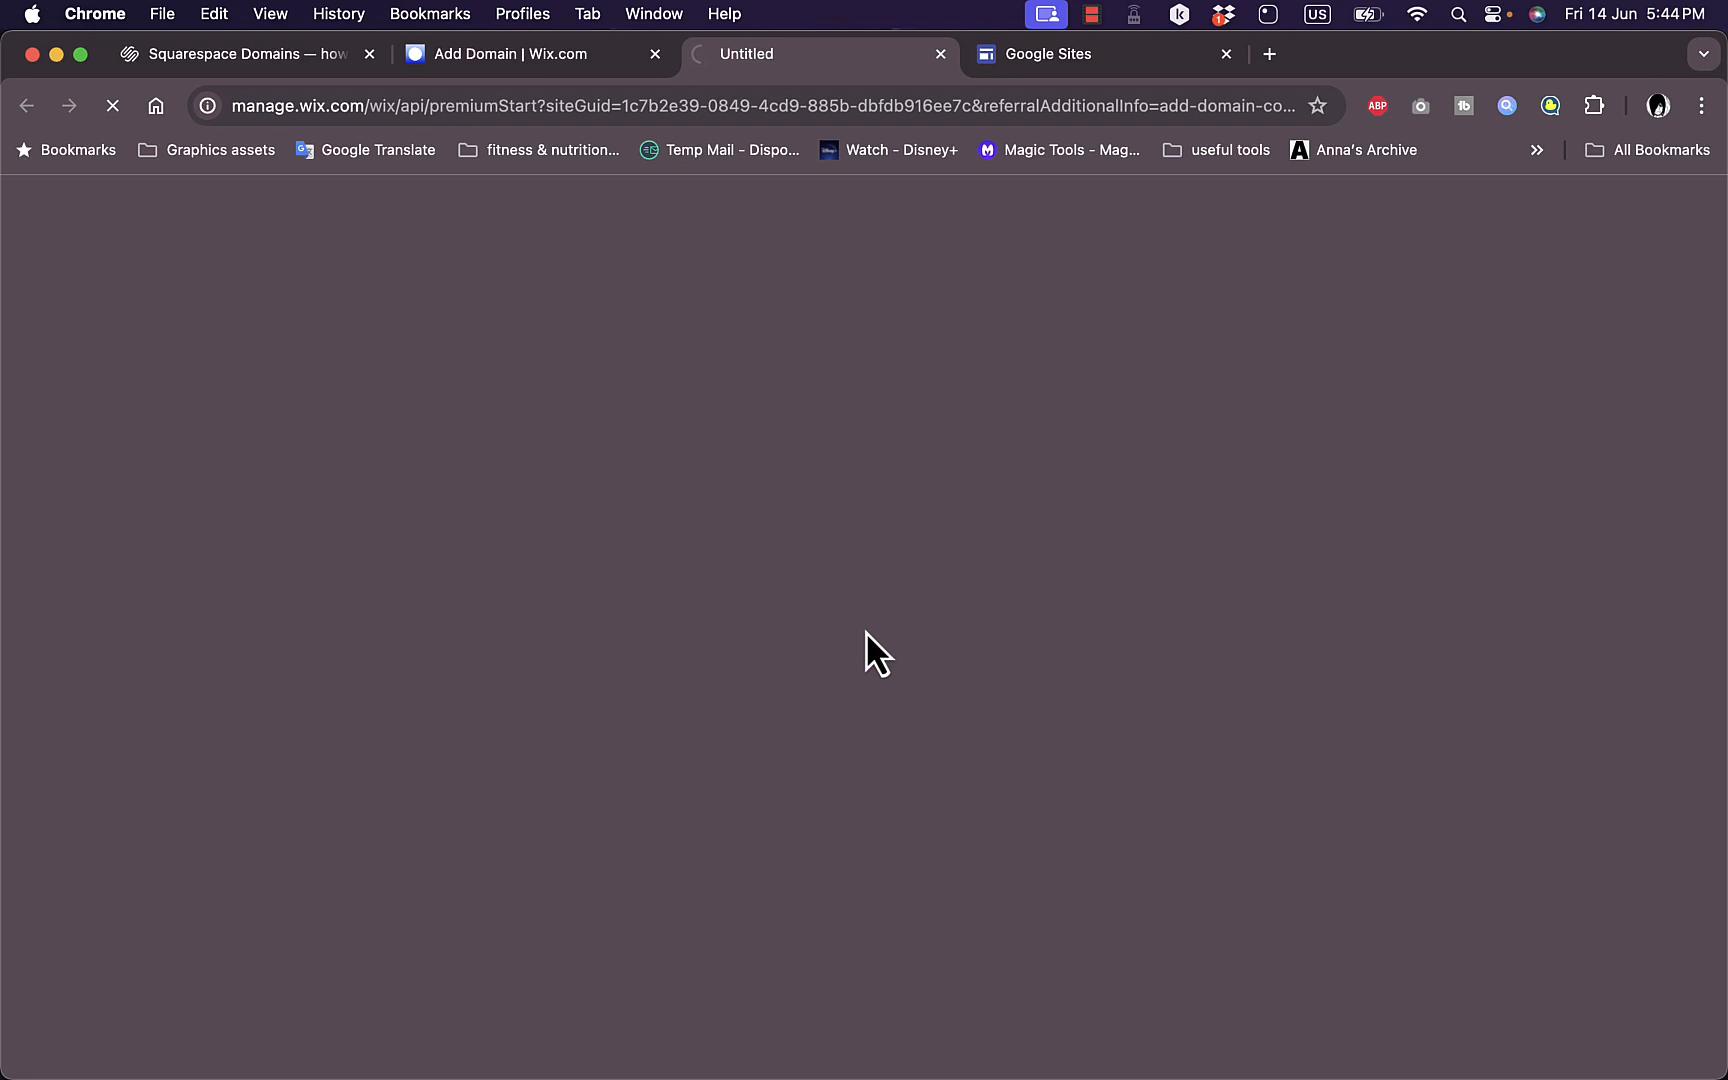 Chrome File Edit View History Bookmarks Profiles Tab Window Help 1 US Fri 14 Jun 5:44 PM
Squarespace Domains — how Add Domain | Wix.com Untitled Google Sites
manage.wix.com/wix/api/premiumStart?siteGuid=1c7b2e39-0849-4cd9-885b-dbfdb916ee7c&referralAdditionalInfo=add-domain-co... ABP tb
Bookmarks Graphics assets Google Translate fitness & nutrition... Temp Mail - Dispo... Watch - Disney+ Magic Tools - Mag... useful tools Anna's Archive All Bookmarks